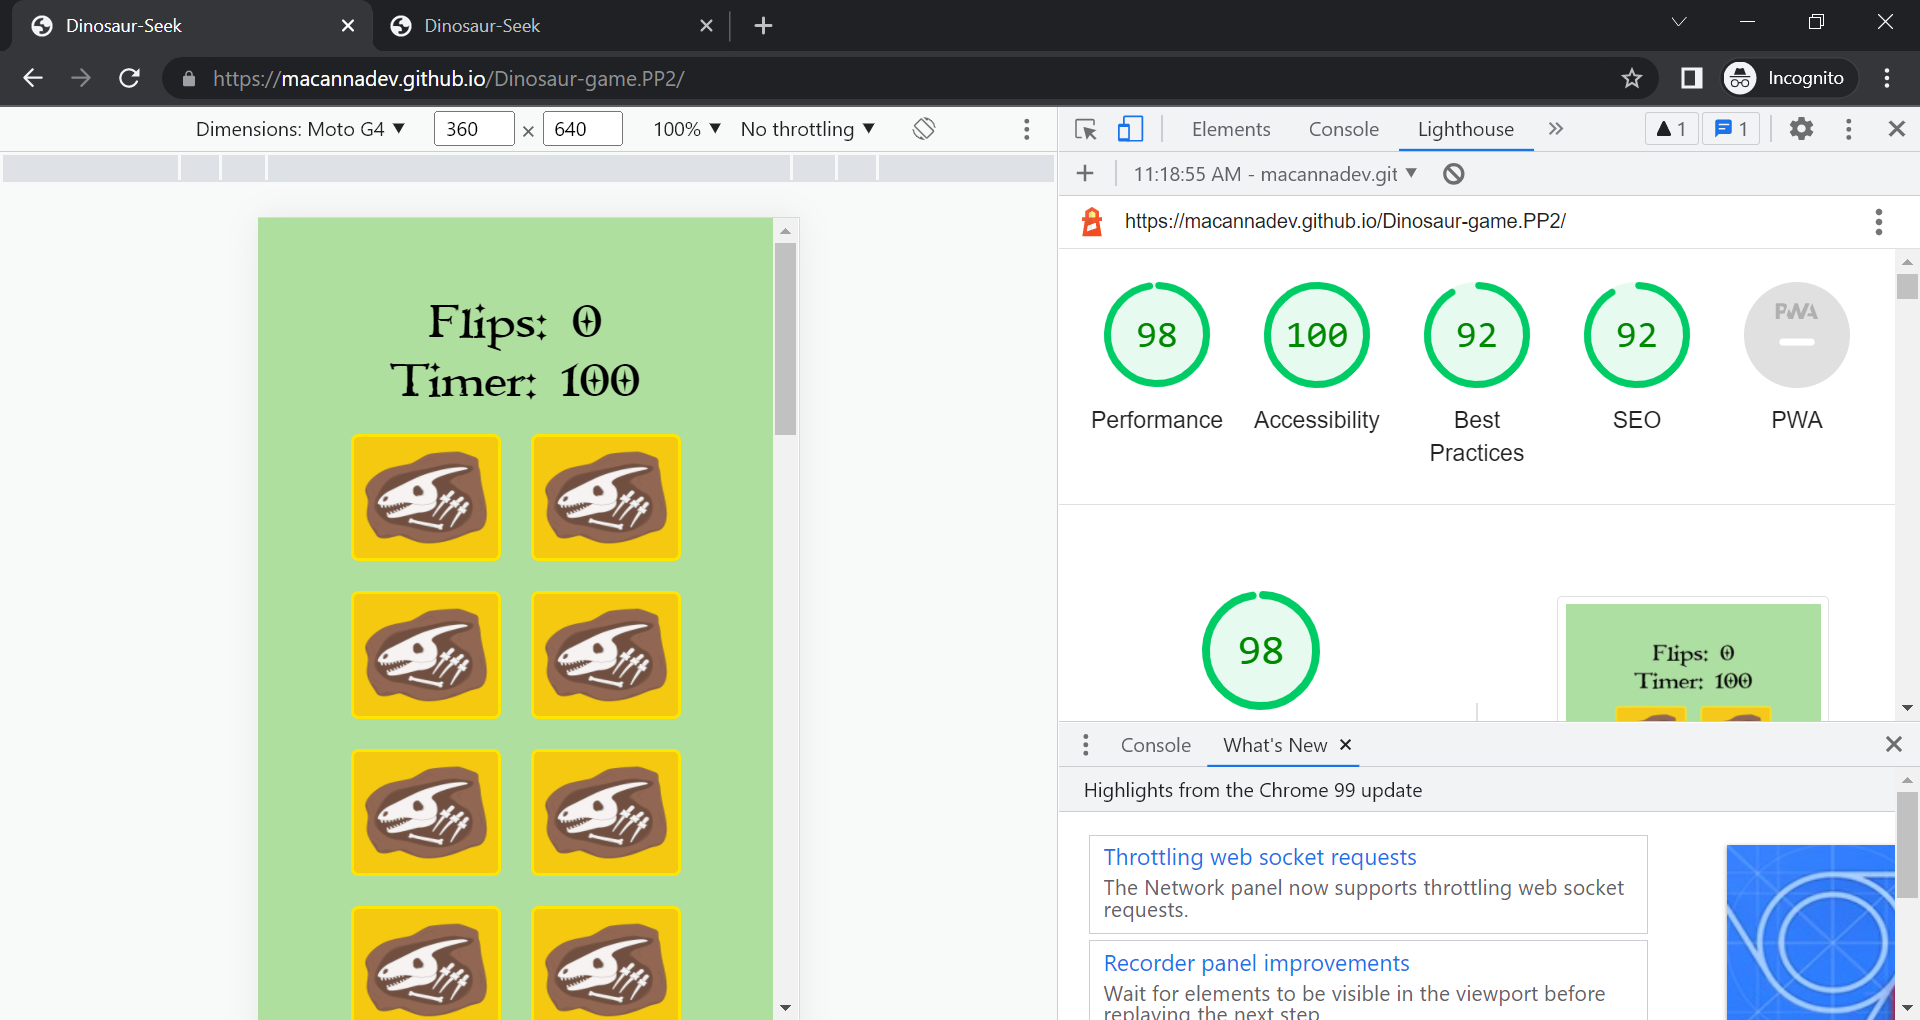 Dinosaur-Seek
Dinosaur-Seek
https://macannadev.github.io/Dinosaur-game.PP2/
Incognito
Dimensions: Moto G4 360 × 640 100% No throttling
Elements Console Lighthouse 1 1
11:18:55 AM - macannadev.git
https://macannadev.github.io/Dinosaur-game.PP2/
Flips: 0
Timer: 100
98 100 92 92 PWA
Performance Accessibility Best Practices SEO PWA
98
Flips: 0
Timer: 100
Console What's New
Highlights from the Chrome 99 update
Throttling web socket requests
The Network panel now supports throttling web socket
requests.
Recorder panel improvements
Wait for elements to be visible in the viewport before
replaying the next step